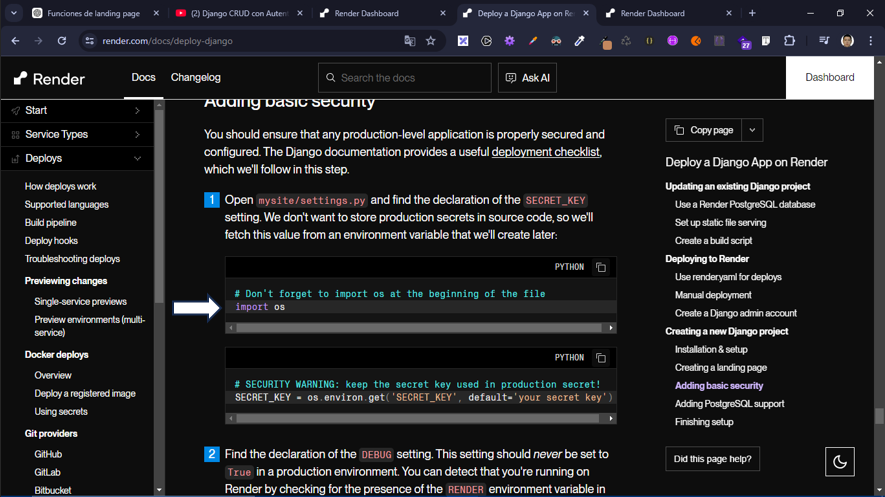 Funciones de landing page
(2) Django CRUD con Autent
Render Dashboard
Deploy a Django App on Ren
Render Dashboard
render.com/docs/deploy-django
27
Render
Docs
Changelog
Search the docs
Ask AI
Dashboard
Start
Service Types
Deploys
How deploys work
Supported languages
Build pipeline
Deploy hooks
Troubleshooting deploys
Previewing changes
Single-service previews
Preview environments (multi-
service)
Docker deploys
Overview
Deploy a registered image
Using secrets
Git providers
GitHub
GitLab
Bitbucket
Adding basic security
You should ensure that any production-level application is properly secured and
configured. The Django documentation provides a useful deployment checklist,
which we'll follow in this step.
1 Open mysite/settings.py and find the declaration of the SECRET_KEY
setting. We don't want to store production secrets in source code, so we'll
fetch this value from an environment variable that we'll create later:
PYTHON
# Don't forget to import os at the beginning of the file
import os
PYTHON
# SECURITY WARNING: keep the secret key used in production secret!
SECRET_KEY = os.environ.get('SECRET_KEY', default='your secret key')
2 Find the declaration of the DEBUG setting. This setting should never be set to
True in a production environment. You can detect that you're running on
Render by checking for the presence of the RENDER environment variable in
Copy page
Deploy a Django App on Render
Updating an existing Django project
Use a Render PostgreSQL database
Set up static file serving
Create a build script
Deploying to Render
Use render.yaml for deploys
Manual deployment
Create a Django admin account
Creating a new Django project
Installation & setup
Creating a landing page
Adding basic security
Adding PostgreSQL support
Finishing setup
Did this page help?